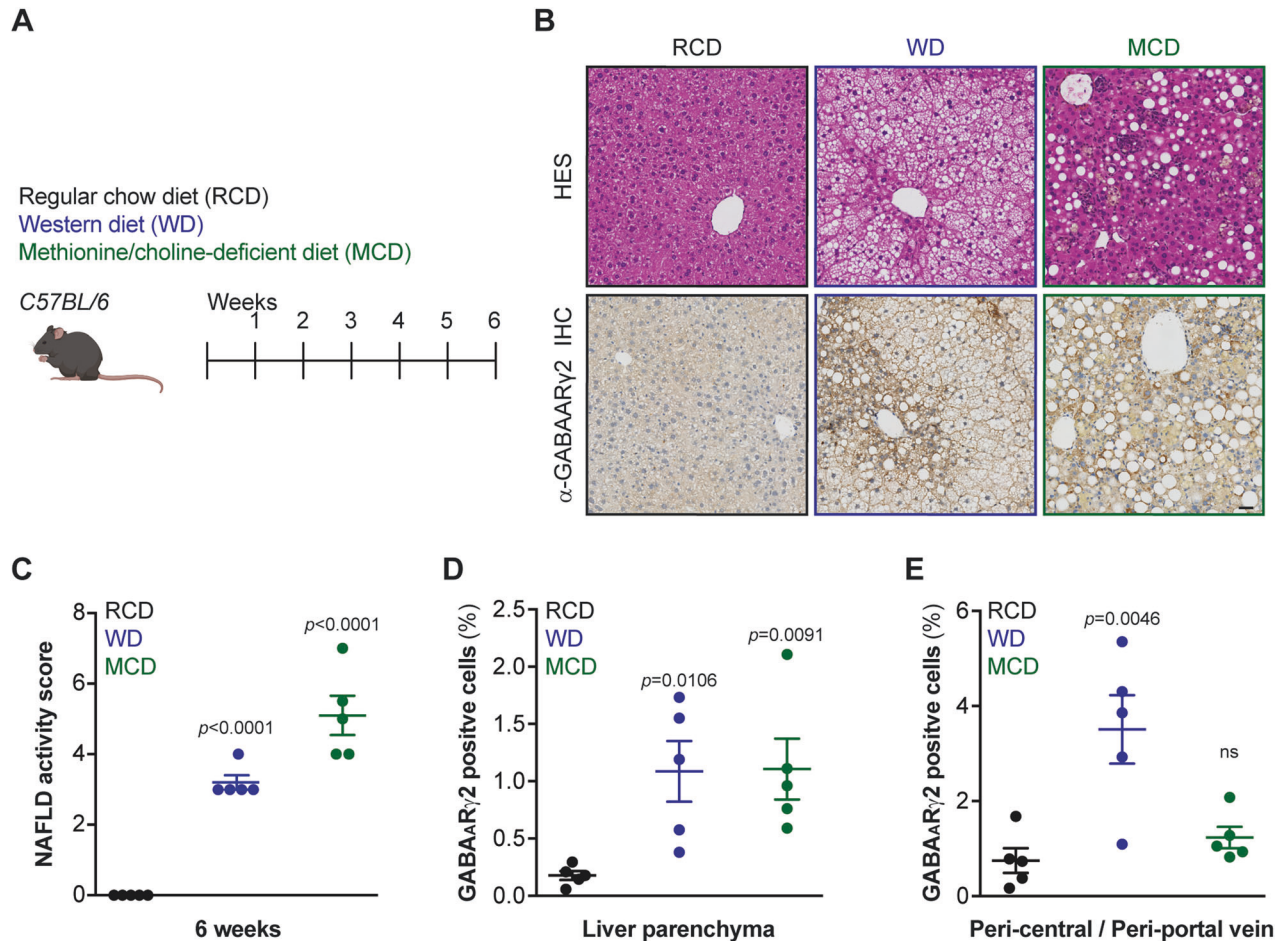 A
Regular chow diet (RCD)
Western diet (WD)
Methionine/choline-deficient diet (MCD)
C57BL/6
Weeks
1 2 3 4 5 6
B
RCD WD MCD
HES
α-GABAARγ2 IHC
C
NAFLD activity score
8
6
4
2
0
RCD
WD
MCD
p<0.0001
p<0.0001
6 weeks
D
GABAARγ2 positve cells (%)
2.5
2.0
1.5
1.0
0.5
0.0
RCD
WD
MCD
p=0.0106
p=0.0091
Liver parenchyma
E
GABAARγ2 positive cells (%)
6
4
2
0
RCD
WD
MCD
p=0.0046
ns
Peri-central / Peri-portal vein